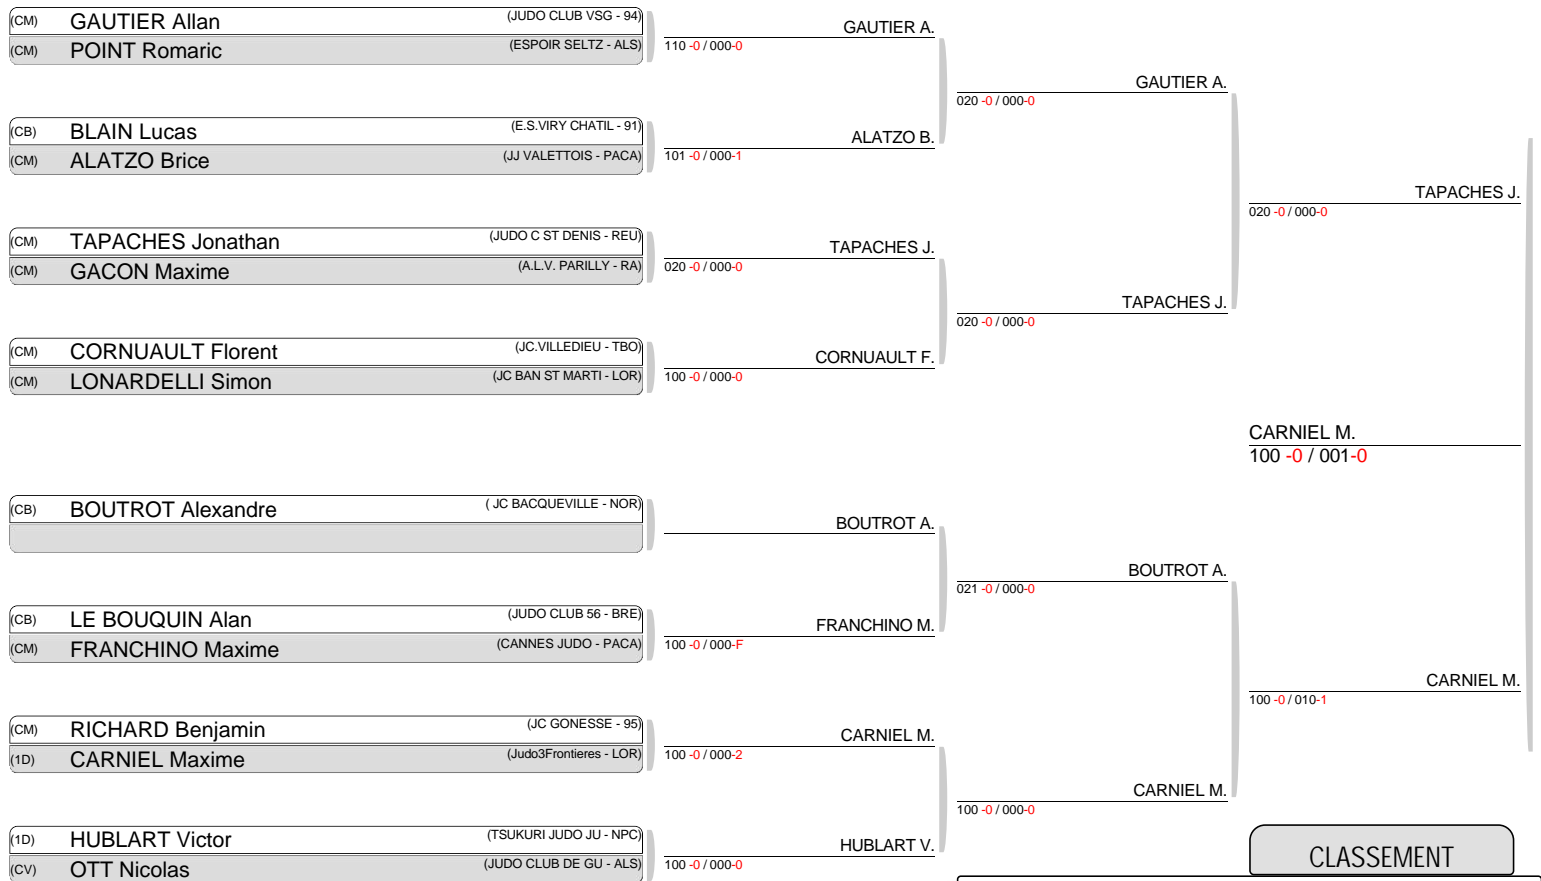 (CM) GAUTIER Allan (JUDO CLUB VSG - 94)
(CM) POINT Romaric (ESPOIR SELTZ - ALS)
(CB) BLAIN Lucas (E.S.VIRY CHATIL - 91)
(CM) ALATZO Brice (JJ VALETTOIS - PACA)
(CM) TAPACHES Jonathan (JUDO C ST DENIS - REU)
(CM) GACON Maxime (A.L.V. PARILLY - RA)
(CM) CORNUAULT Florent (JC.VILLEDIEU - TBO)
(CM) LONARDELLI Simon (JC BAN ST MARTI - LOR)
(CB) BOUTROT Alexandre ( JC BACQUEVILLE - NOR)
(CB) LE BOUQUIN Alan (JUDO CLUB 56 - BRE)
(CM) FRANCHINO Maxime (CANNES JUDO - PACA)
(CM) RICHARD Benjamin (JC GONESSE - 95)
(1D) CARNIEL Maxime (Judo3Frontieres - LOR)
(1D) HUBLART Victor (TSUKURI JUDO JU - NPC)
(CV) OTT Nicolas (JUDO CLUB DE GU - ALS)
GAUTIER A.
110 -0 / 000-0
ALATZO B.
101 -0 / 000-1
TAPACHES J.
020 -0 / 000-0
CORNUAULT F.
100 -0 / 000-0
BOUTROT A.
FRANCHINO M.
100 -0 / 000-F
CARNIEL M.
100 -0 / 000-2
HUBLART V.
100 -0 / 000-0
GAUTIER A.
020 -0 / 000-0
TAPACHES J.
020 -0 / 000-0
BOUTROT A.
021 -0 / 000-0
CARNIEL M.
100 -0 / 000-0
TAPACHES J.
020 -0 / 000-0
CARNIEL M.
100 -0 / 001-0
CARNIEL M.
100 -0 / 010-1
CLASSEMENT